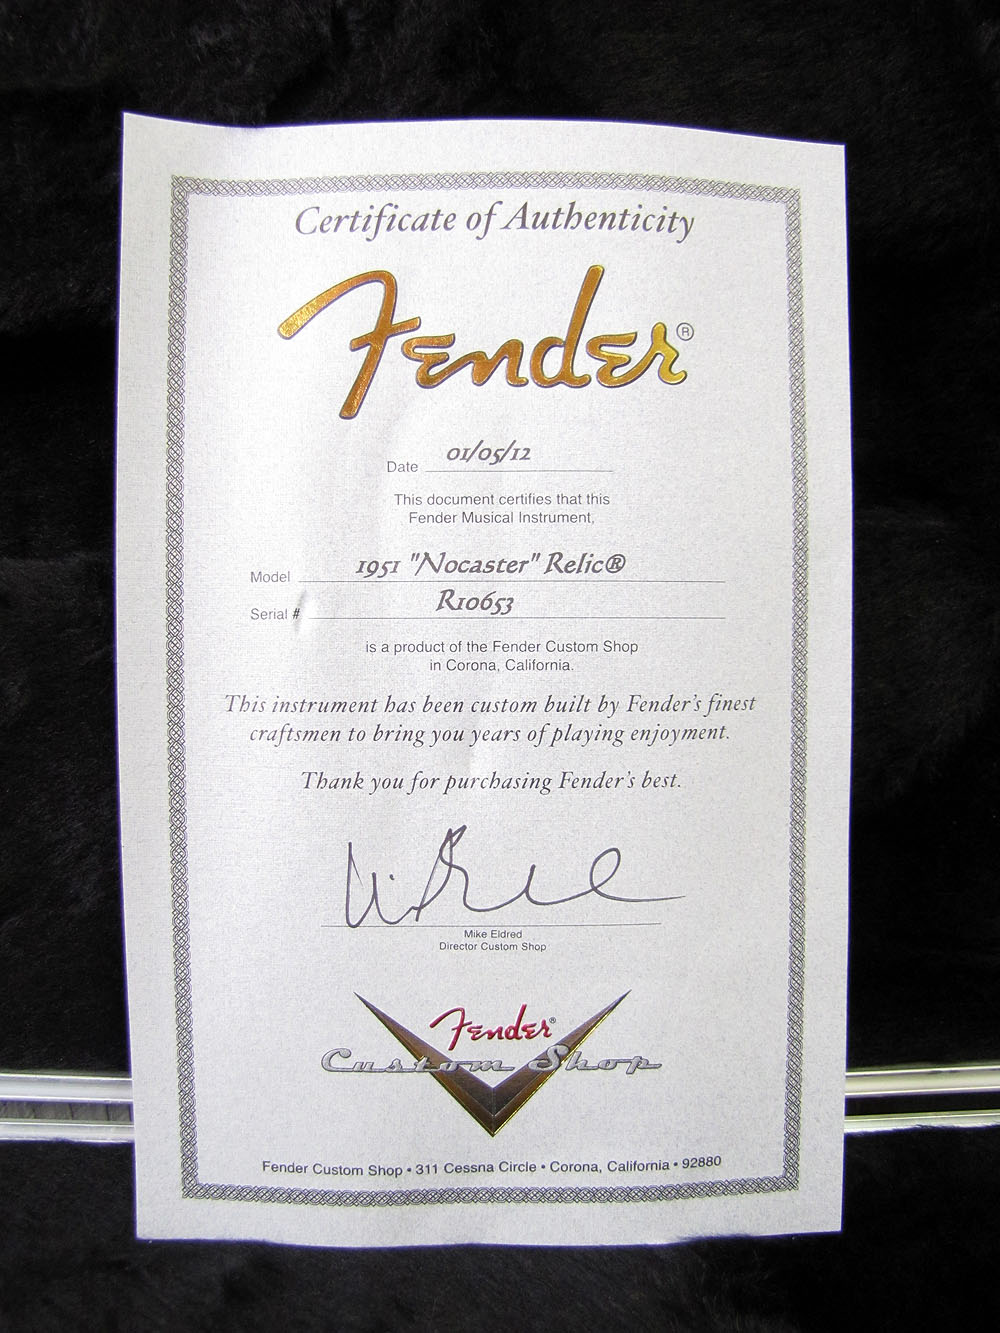 Certificate of Authenticity
Fender®
Date 01/05/12
This document certifies that this
Fender Musical Instrument,
Model 1951 "Nocaster" Relic®
Serial # R10653
is a product of the Fender Custom Shop
in Corona, California.
This instrument has been custom built by Fender's finest
craftsmen to bring you years of playing enjoyment.
Thank you for purchasing Fender's best.
Mike Eldred
Director Custom Shop
Fender®
Custom Shop
Fender Custom Shop • 311 Cessna Circle • Corona, California • 92880